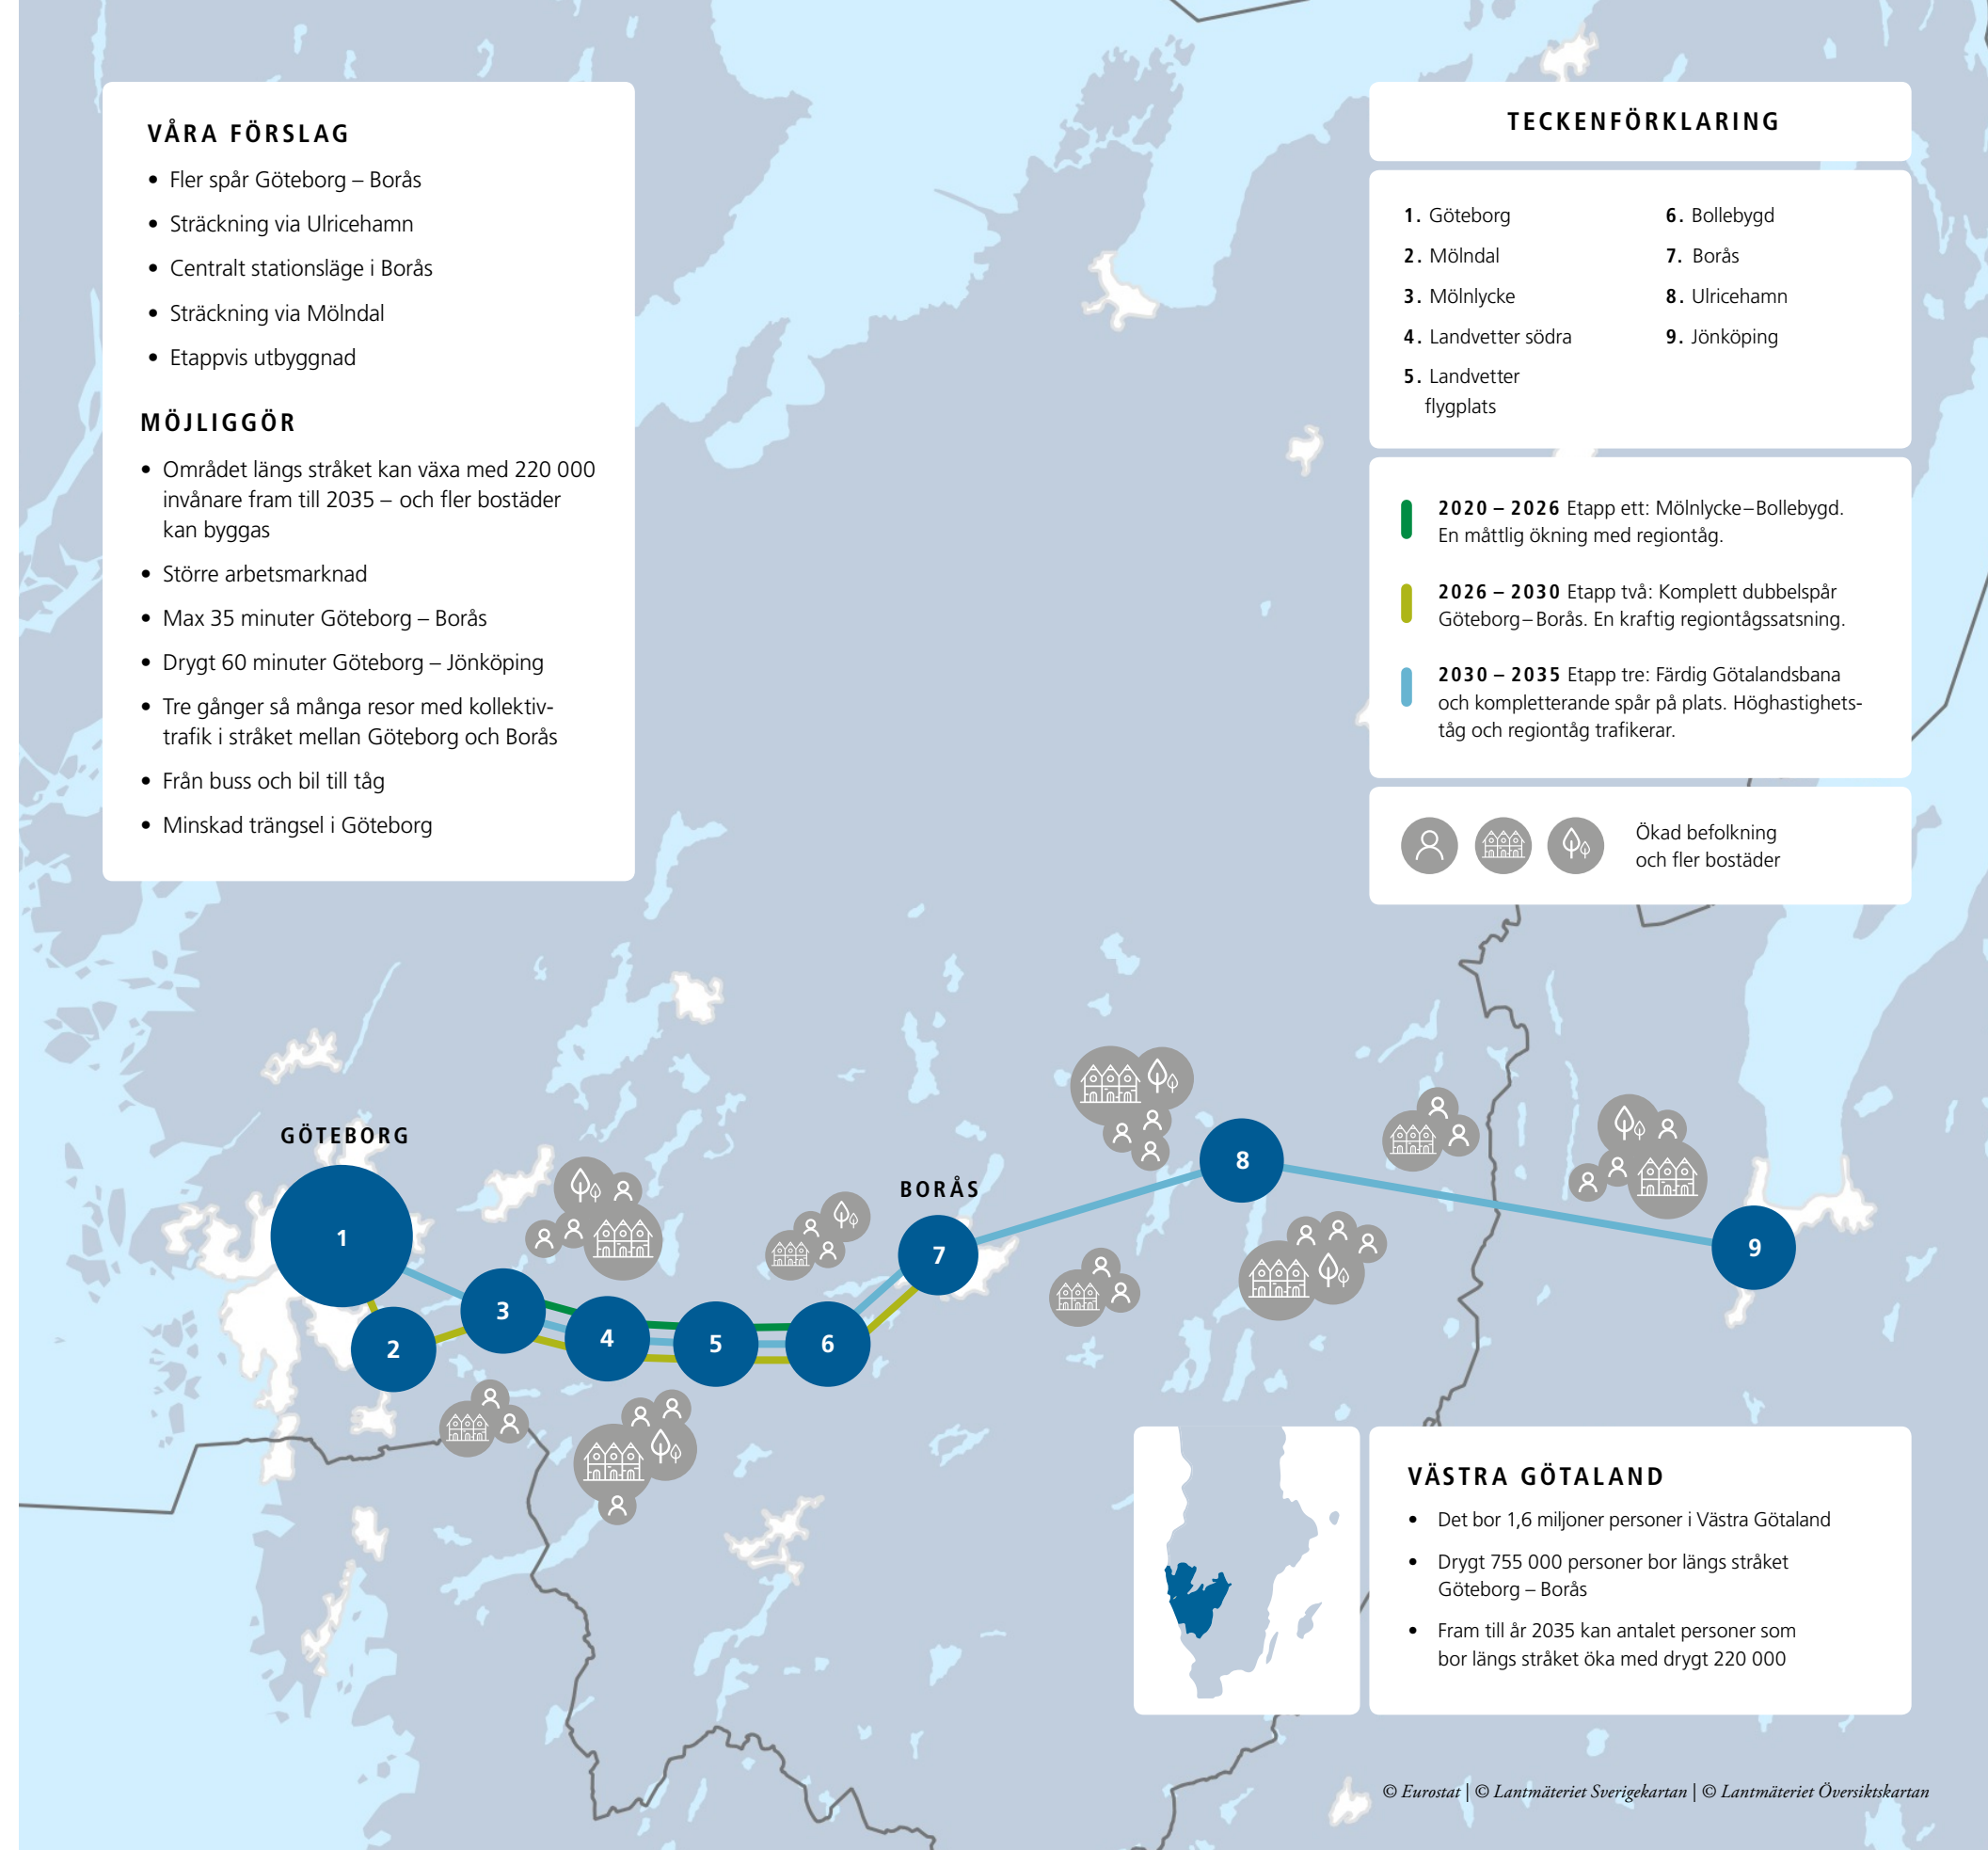 VÅRA FÖRSLAG
• Fler spår Göteborg – Borås
• Sträckning via Ulricehamn
• Centralt stationsläge i Borås
• Sträckning via Mölndal
• Etappvis utbyggnad
MÖJLIGGÖR
• Området längs stråket kan växa med 220 000
invånare fram till 2035 – och fler bostäder
kan byggas
• Större arbetsmarknad
• Max 35 minuter Göteborg – Borås
• Drygt 60 minuter Göteborg – Jönköping
• Tre gånger så många resor med kollektiv-
trafik i stråket mellan Göteborg och Borås
• Från buss och bil till tåg
• Minskad trängsel i Göteborg
TECKENFÖRKLARING
1. Göteborg
2. Mölndal
3. Mölnlycke
4. Landvetter södra
5. Landvetter
flygplats
6. Bollebygd
7. Borås
8. Ulricehamn
9. Jönköping
2020 – 2026 Etapp ett: Mölnlycke–Bollebygd.
En måttlig ökning med regiontåg.
2026 – 2030 Etapp två: Komplett dubbelspår
Göteborg–Borås. En kraftig regiontågssatsning.
2030 – 2035 Etapp tre: Färdig Götalandsbana
och kompletterande spår på plats. Höghastighets-
tåg och regiontåg trafikerar.
Ökad befolkning
och fler bostäder
GÖTEBORG
BORÅS
1
2
3
4
5
6
7
8
9
VÄSTRA GÖTALAND
• Det bor 1,6 miljoner personer i Västra Götaland
• Drygt 755 000 personer bor längs stråket
Göteborg – Borås
• Fram till år 2035 kan antalet personer som
bor längs stråket öka med drygt 220 000
© Eurostat | © Lantmäteriet Sverigekartan | © Lantmäteriet Översiktskartan